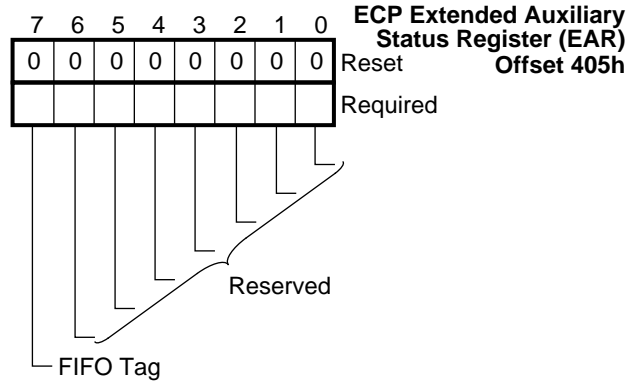 ECP Extended Auxiliary
Status Register (EAR)
Offset 405h
7 6 5 4 3 2 1 0
0 0 0 0 0 0 0 0 Reset
Required
Reserved
FIFO Tag